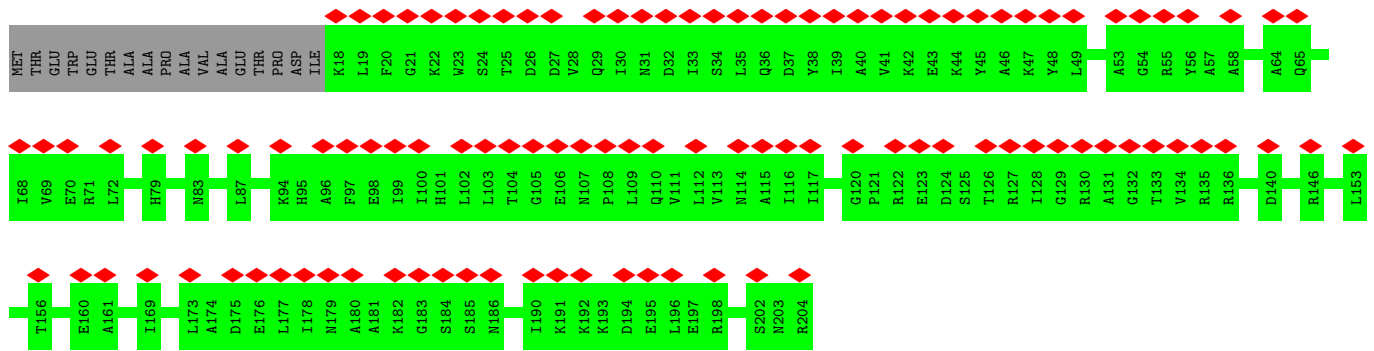 MET THR GLU TRP GLU THR ALA ALA PRO ALA VAL ALA GLU THR PRO ASP ILE K18 L19 F20 G21 K22 W23 S24 T25 D26 D27 V28 Q29 I30 N31 D32 I33 S34 L35 Q36 D37 Y38 I39 A40 V41 K42 E43 K44 Y45 A46 K47 Y48 L49 A53 G54 R55 Y56 A57 A58 A64 Q65
I68 V69 E70 R71 L72 H79 N83 L87 K94 H95 A96 F97 E98 I99 I100 H101 L102 L103 T104 G105 E106 N107 P108 L109 Q110 V111 L112 V113 N114 A115 I116 I117 G120 P121 R122 E123 D124 S125 T126 R127 I128 G129 R130 A131 G132 T133 V134 R135 R136 D140 R146 L153
T156 E160 A161 I169 L173 A174 D175 E176 L177 I178 N179 A180 A181 K182 G183 S184 S185 N186 I190 K191 K192 K193 D194 E195 L196 E197 R198 S202 N203 R204